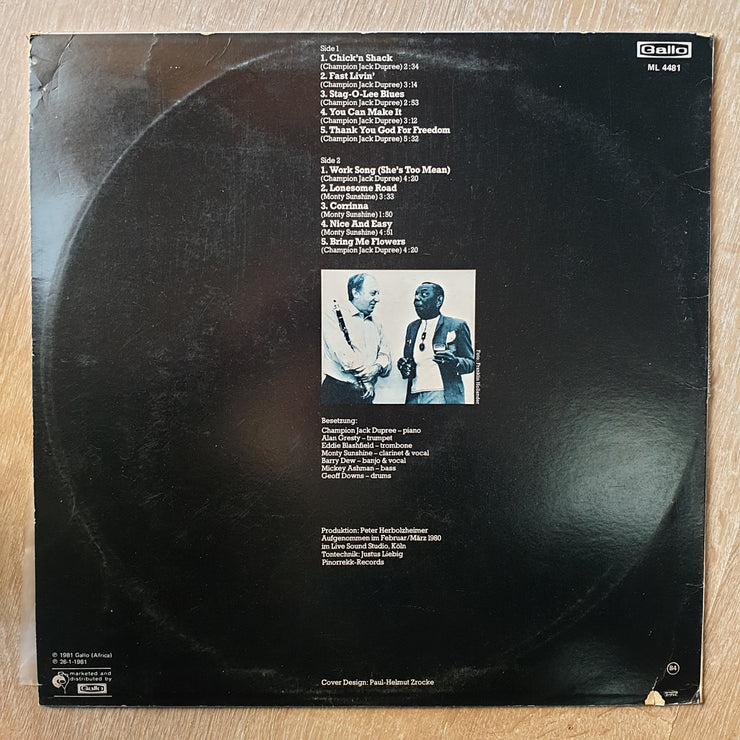 Gallo
ML 4481
Side 1
1. Chick'n Shack
(Champion Jack Dupree) 2:34
2. Fast Livin'
(Champion Jack Dupree) 3:14
3. Stag-O-Lee Blues
(Champion Jack Dupree) 2:53
4. You Can Make It
(Champion Jack Dupree) 3:12
5. Thank You God For Freedom
(Champion Jack Dupree) 5:32
Side 2
1. Work Song (She's Too Mean)
(Champion Jack Dupree) 4:20
2. Lonesome Road
(Monty Sunshine) 3:33
3. Corrinna
(Monty Sunshine) 1:50
4. Nice And Easy
(Monty Sunshine) 4:51
5. Bring Me Flowers
(Champion Jack Dupree) 4:20
Foto: Franklin Hollander
Besetzung:
Champion Jack Dupree – piano
Alan Gresty – trumpet
Eddie Blashfield – trombone
Monty Sunshine – clarinet & vocal
Barry Dew – banjo & vocal
Mickey Ashman – bass
Geoff Downs – drums
Produktion: Peter Herbolzheimer
Aufgenommen im Februar/März 1980
im Live Sound Studio, Köln
Tontechnik: Justus Liebig
Pinorrekk-Records
℗ 1981 Gallo (Africa)
℗ 26-1-1981
marketed and
distributed by
Gallo
Cover Design: Paul-Helmut Zrocke
84